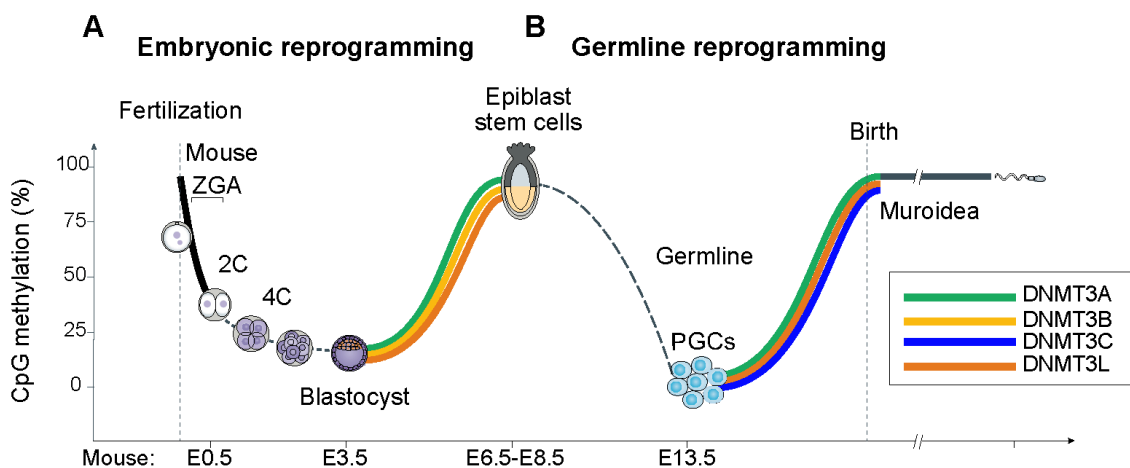 A
Embryonic reprogramming
B
Germline reprogramming
Fertilization
Mouse
ZGA
2C
4C
Blastocyst
Epiblast
stem cells
Germline
PGCs
Birth
Muroidea
CpG methylation (%)
100
75
50
25
0
DNMT3A
DNMT3B
DNMT3C
DNMT3L
Mouse:
E0.5
E3.5
E6.5-E8.5
E13.5